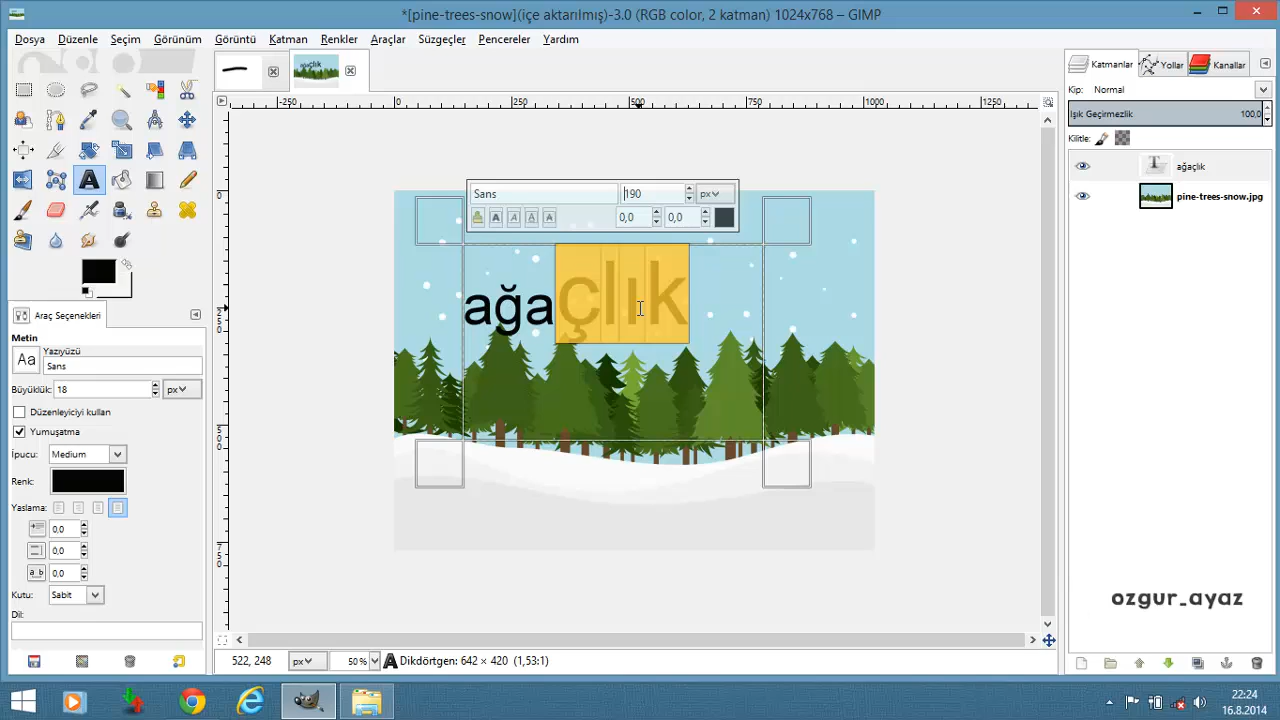 *[pine-trees-snow](içe aktarılmış)-3.0 (RGB color, 2 katman) 1024x768 – GIMP
Dosya Düzenle Seçim Görünüm Görüntü Katman Renkler Araçlar Süzgeçler Pencereler Yardım
Katmanlar Yollar Kanallar
Kip: Normal
Işık Geçirmezlik 100,0
Kilitle:
ağaçlık
pine-trees-snow.jpg
-250 0 250 500 750 1000 1250
Sans 190 px
0,0 0,0
ağaçlık
Araç Seçenekleri
Metin
Aa
Yazıyüzü
Sans
Büyüklük: 18 px
Düzenleyiciyi kullan
Yumuşatma
İpucu: Medium
Renk:
Yaslama:
0,0
0,0
0,0
Kutu: Sabit
Dil:
ozgur_ayaz
522, 248 px 50% Dikdörtgen: 642 × 420 (1,53:1)
22:24
16.8.2014